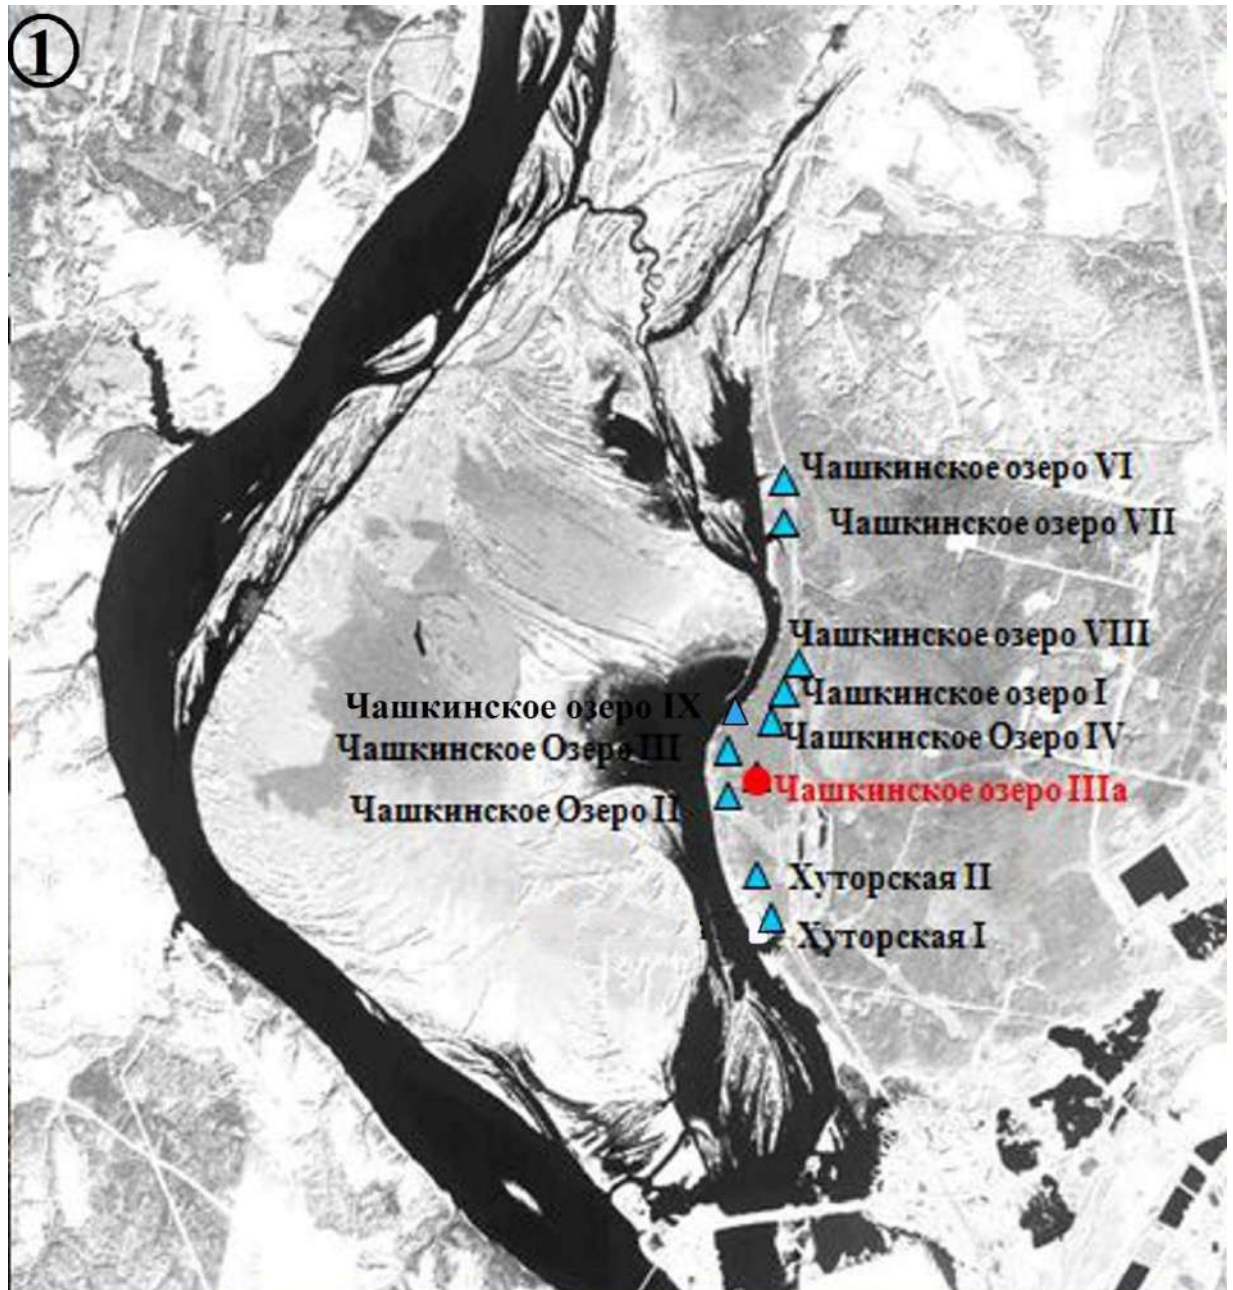 1
Чашкинское озеро VI
Чашкинское озеро VII
Чашкинское озеро VIII
Чашкинское озеро I
Чашкинское озеро IX
Чашкинское Озеро IV
Чашкинское Озеро III
Чашкинское озеро IIIа
Чашкинское Озеро II
Хуторская II
Хуторская I